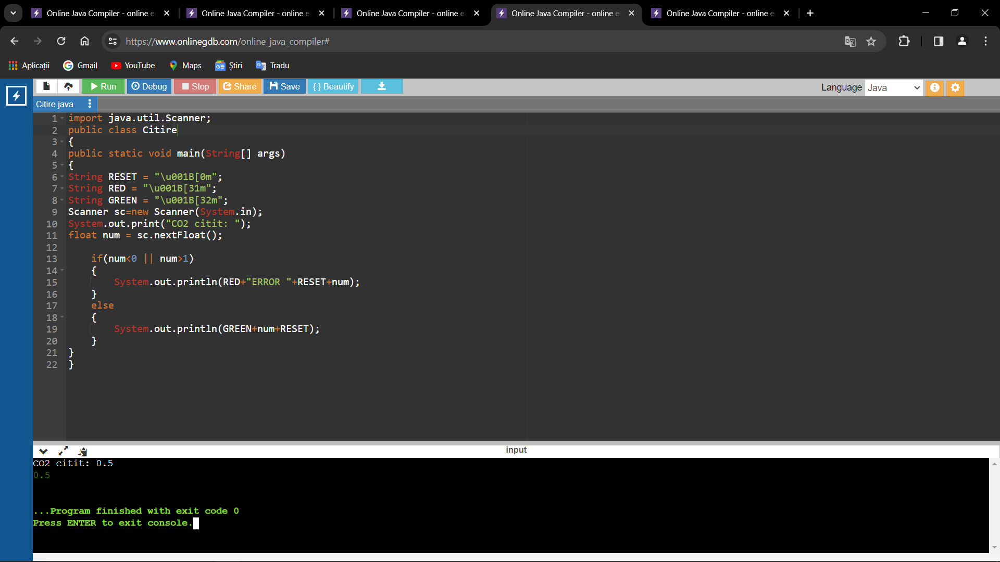 Online Java Compiler - online e
Online Java Compiler - online e
Online Java Compiler - online e
Online Java Compiler - online e
Online Java Compiler - online e
https://www.onlinegdb.com/online_java_compiler#
Aplicații Gmail YouTube Maps Știri Tradu
Run Debug Stop Share Save {} Beautify Language Java
Citire.java
1 import java.util.Scanner;
2 public class Citire
3 {
4 public static void main(String[] args)
5 {
6 String RESET = "\u001B[0m";
7 String RED = "\u001B[31m";
8 String GREEN = "\u001B[32m";
9 Scanner sc=new Scanner(System.in);
10 System.out.print("CO2 citit: ");
11 float num = sc.nextFloat();
12
13 if(num<0 || num>1)
14 {
15 System.out.println(RED+"ERROR "+RESET+num);
16 }
17 else
18 {
19 System.out.println(GREEN+num+RESET);
20 }
21 }
22 }
input
CO2 citit: 0.5
0.5
...Program finished with exit code 0
Press ENTER to exit console.